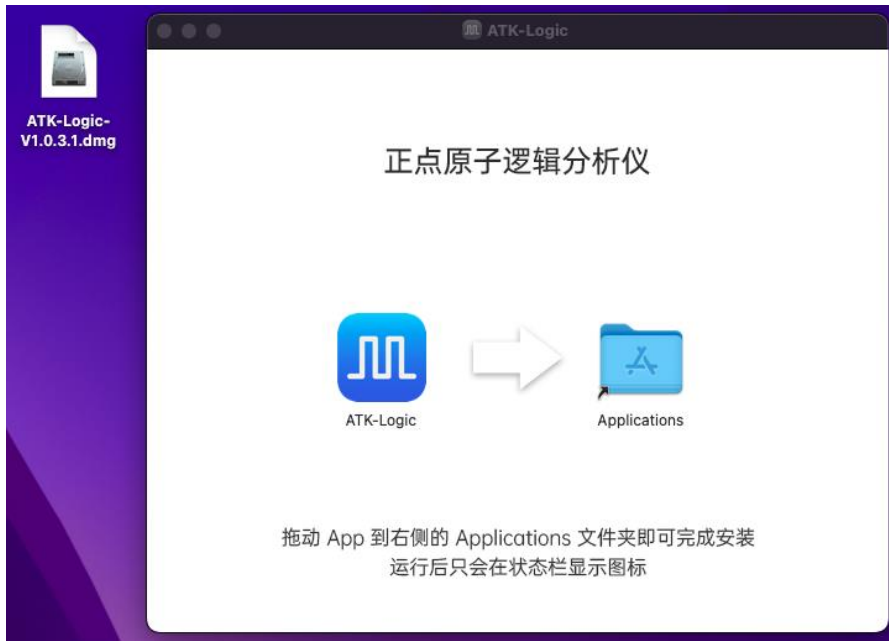 ATK-Logic
ATK-Logic-
V1.0.3.1.dmg
正点原子逻辑分析仪
ATK-Logic
Applications
拖动 App 到右侧的 Applications 文件夹即可完成安装
运行后只会在状态栏显示图标